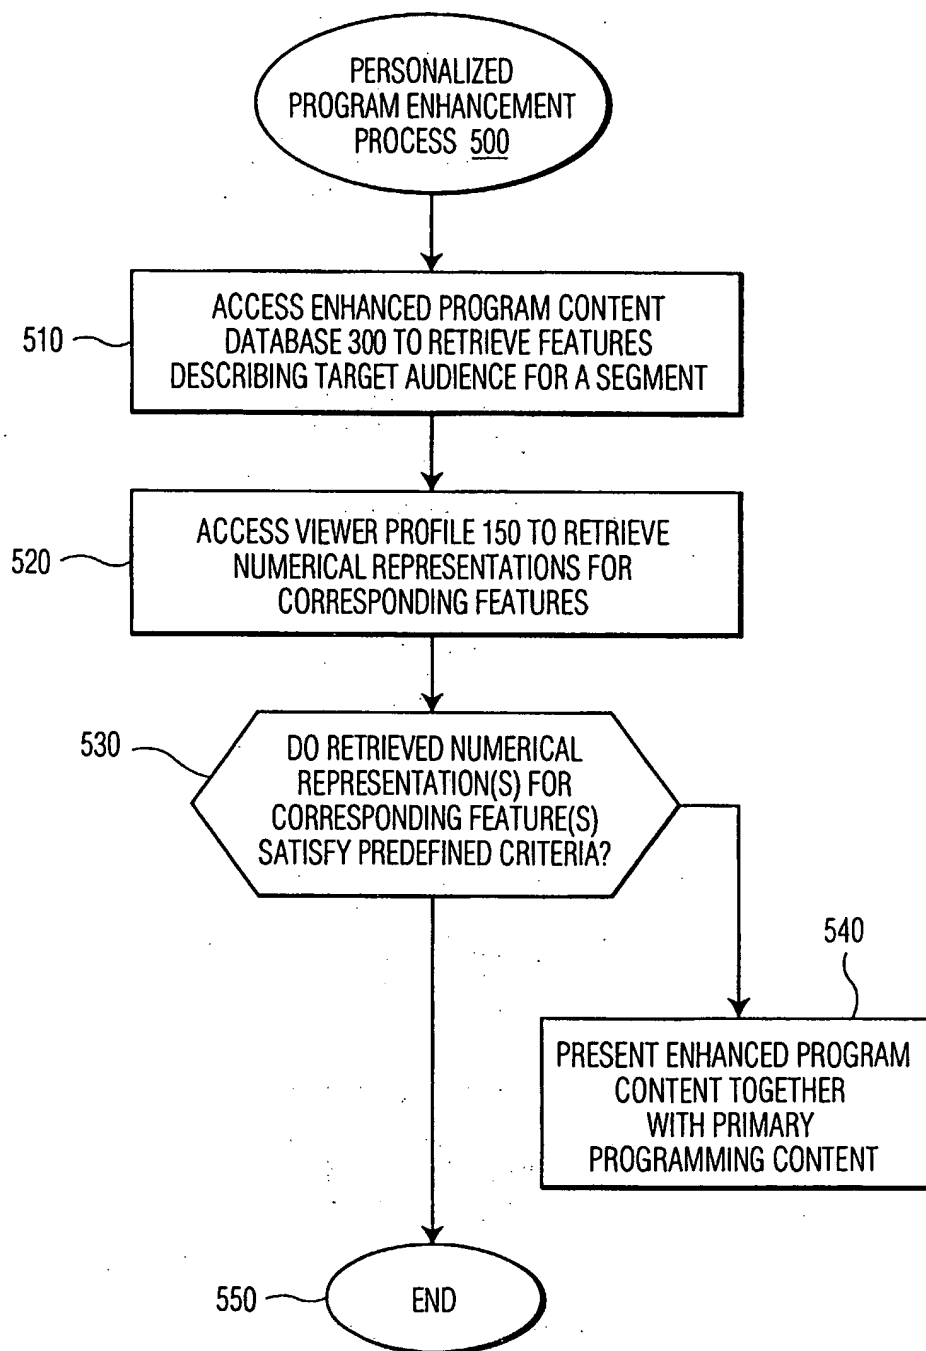 PERSONALIZED
PROGRAM ENHANCEMENT
PROCESS 500
510
ACCESS ENHANCED PROGRAM CONTENT
DATABASE 300 TO RETRIEVE FEATURES
DESCRIBING TARGET AUDIENCE FOR A SEGMENT
520
ACCESS VIEWER PROFILE 150 TO RETRIEVE
NUMERICAL REPRESENTATIONS FOR
CORRESPONDING FEATURES
530
DO RETRIEVED NUMERICAL
REPRESENTATION(S) FOR
CORRESPONDING FEATURE(S)
SATISFY PREDEFINED CRITERIA?
540
PRESENT ENHANCED PROGRAM
CONTENT TOGETHER
WITH PRIMARY
PROGRAMMING CONTENT
550
END